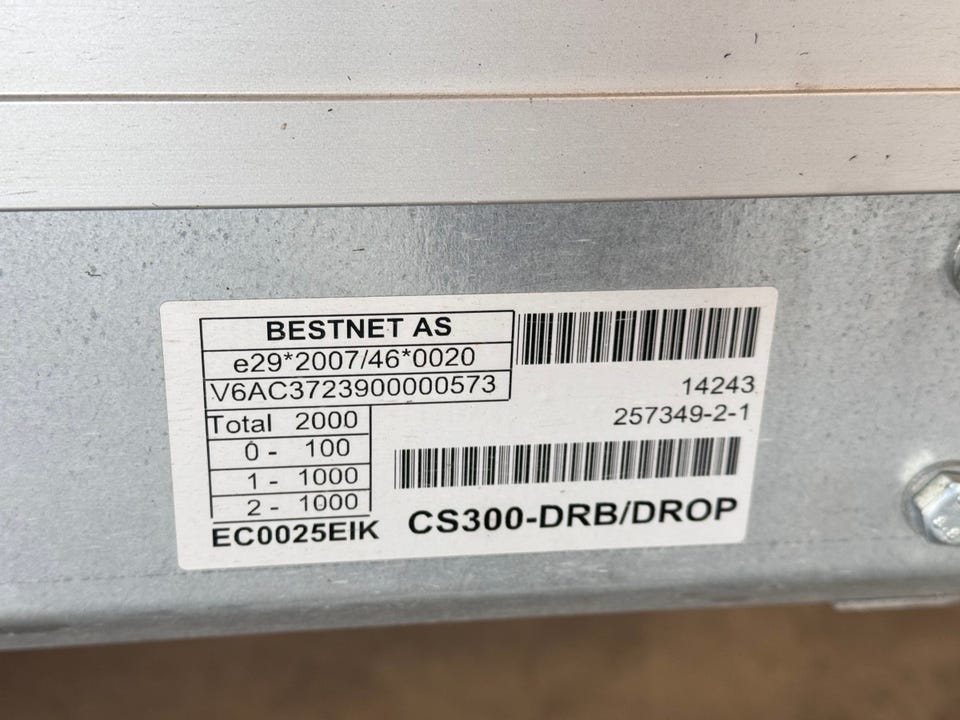 BESTNET AS
e29*2007/46*0020
V6AC3723900000573
Total 2000
0 - 100
1 - 1000
2 - 1000
EC0025EIK
14243
257349-2-1
CS300-DRB/DROP